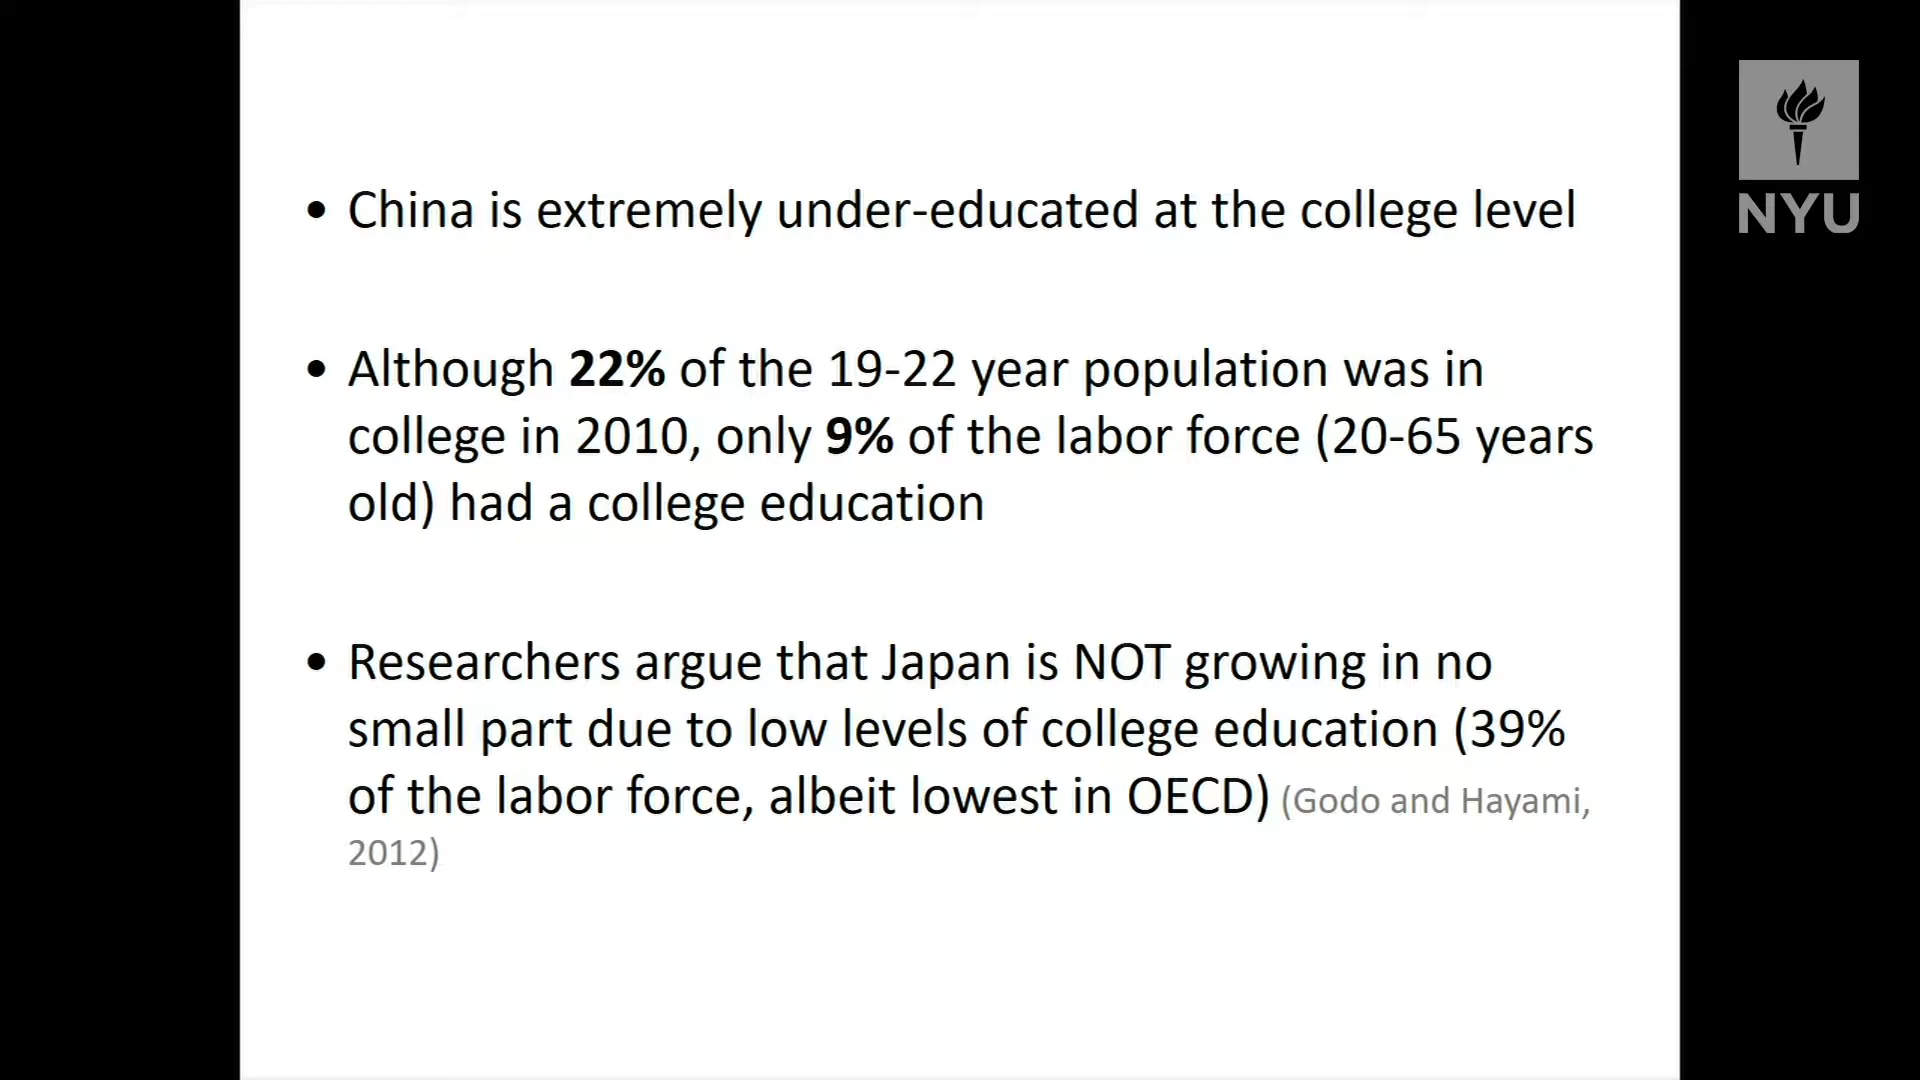 • China is extremely under-educated at the college level
• Although 22% of the 19-22 year population was in
college in 2010, only 9% of the labor force (20-65 years
old) had a college education
• Researchers argue that Japan is NOT growing in no
small part due to low levels of college education (39%
of the labor force, albeit lowest in OECD) (Godo and Hayami,
2012)
NYU